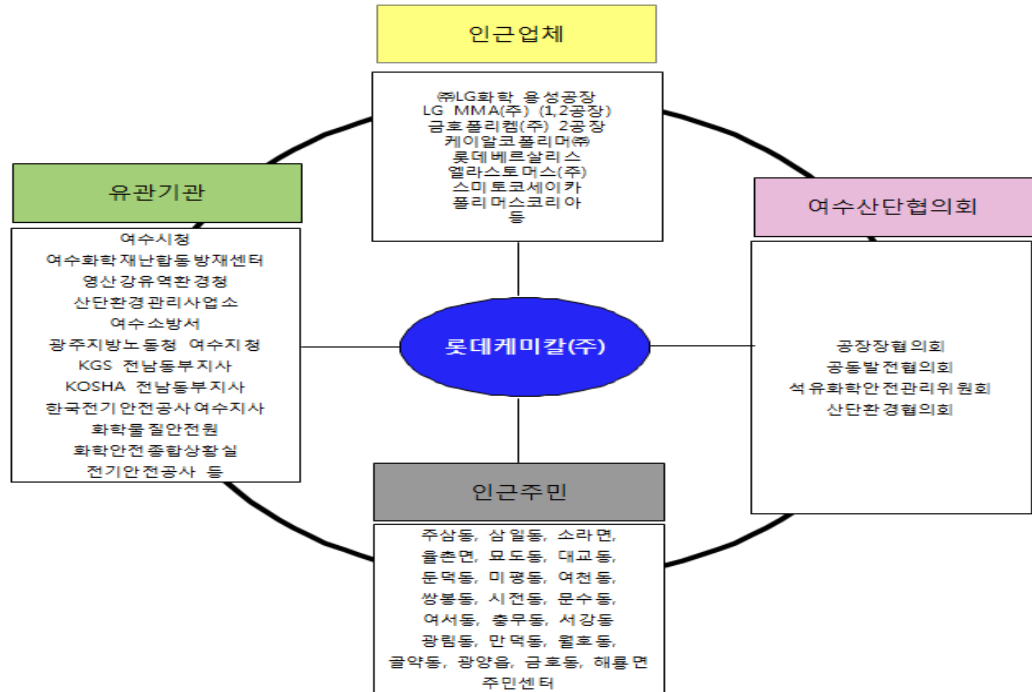 인근업체
㈜LG화학 용성공장
LG MMA(주) (1,2공장)
금호폴리켐(주) 2공장
케이알코폴리머㈜
롯데베르살리스
엘라스토머스(주)
스미토코세이카
폴리머스코리아
등
유관기관
여수시청
여수화학재난합동방재센터
영산강유역환경청
산단환경관리사업소
여수소방서
광주지방노동청 여수지청
KGS 전남동부지사
KOSHA 전남동부지사
한국전기안전공사여수지사
화학물질안전원
화학안전종합상황실
전기안전공사 등
롯데케미칼(주)
여수산단협의회
공장장협의회
공동발전협의회
석유화학안전관리위원회
산단환경협의회
인근주민
주삼동, 삼일동, 소라면,
율촌면, 묘도동, 대교동,
둔덕동, 미평동, 여천동,
쌍봉동, 시전동, 문수동,
여서동, 충무동, 서강동
광림동, 만덕동, 월호동,
골약동, 광양읍, 금호동, 해룡면
주민센터